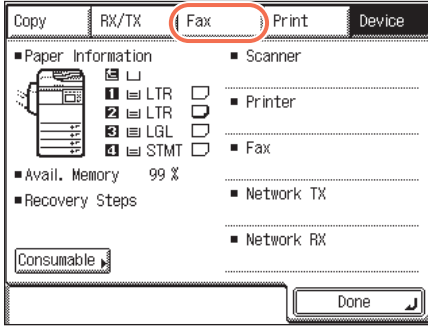 Copy RX/TX Fax Print Device
■Paper Information
1 LTR
2 LTR
3 LGL
4 STMT
■Avail. Memory 99 %
■Recovery Steps
Consumable
■ Scanner
■ Printer
■ Fax
■ Network TX
■ Network RX
Done